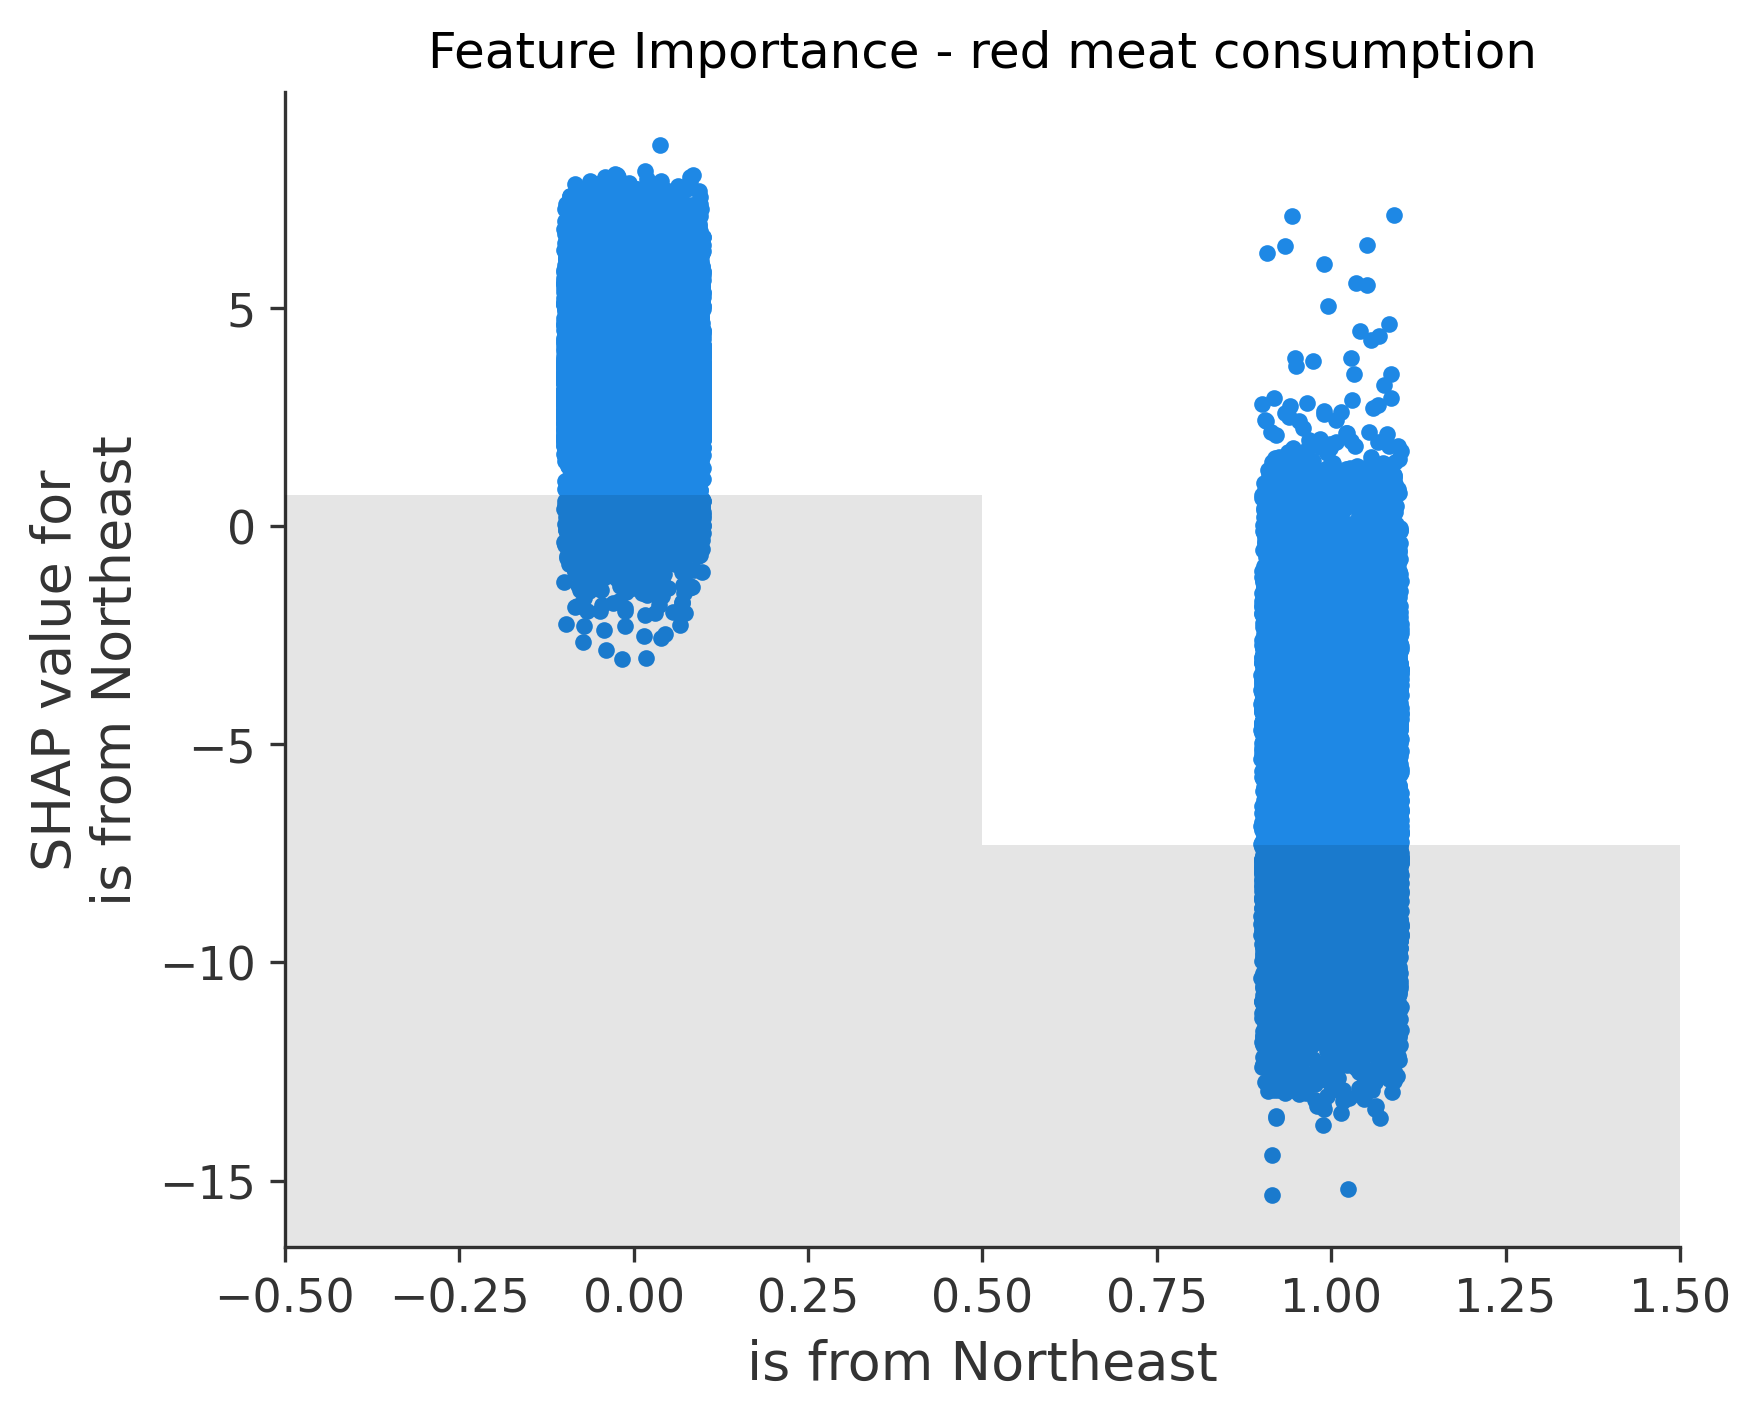 Feature Importance - red meat consumption
SHAP value for
is from Northeast
5
0
−5
−10
−15
−0.50 −0.25 0.00 0.25 0.50 0.75 1.00 1.25 1.50
is from Northeast